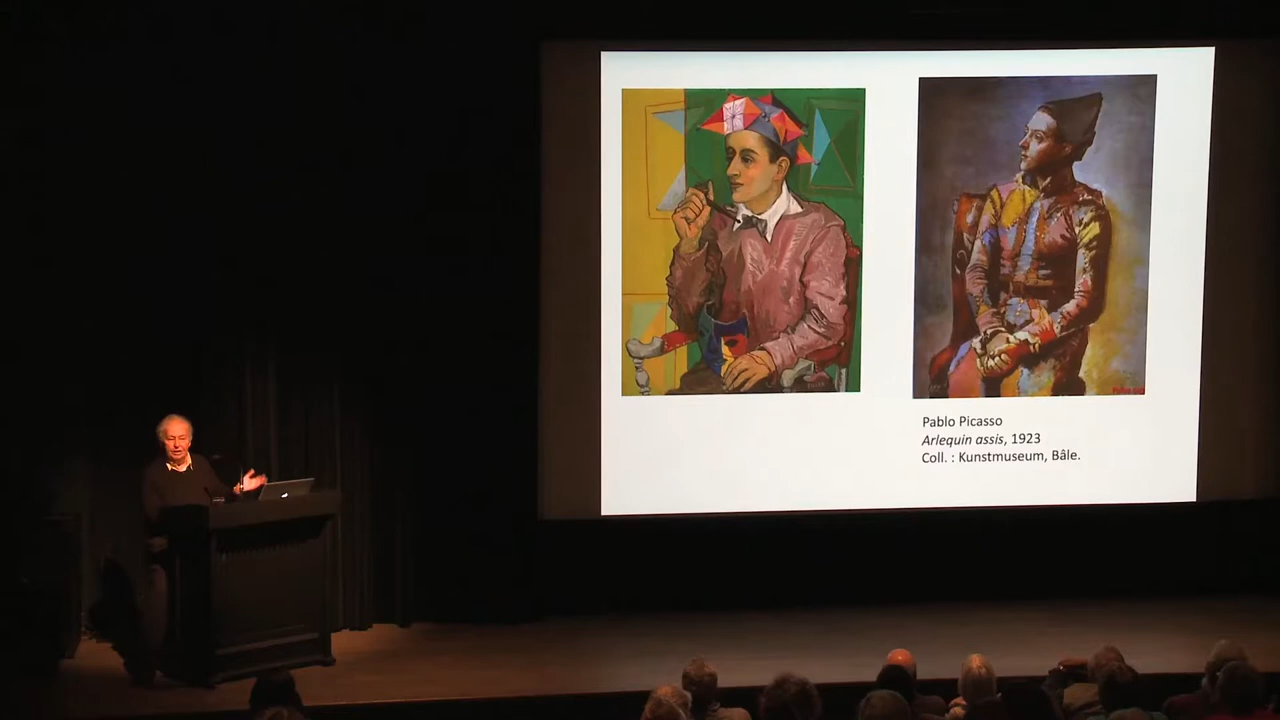 Pablo Picasso
Arlequin assis, 1923
Coll. : Kunstmuseum, Bâle.